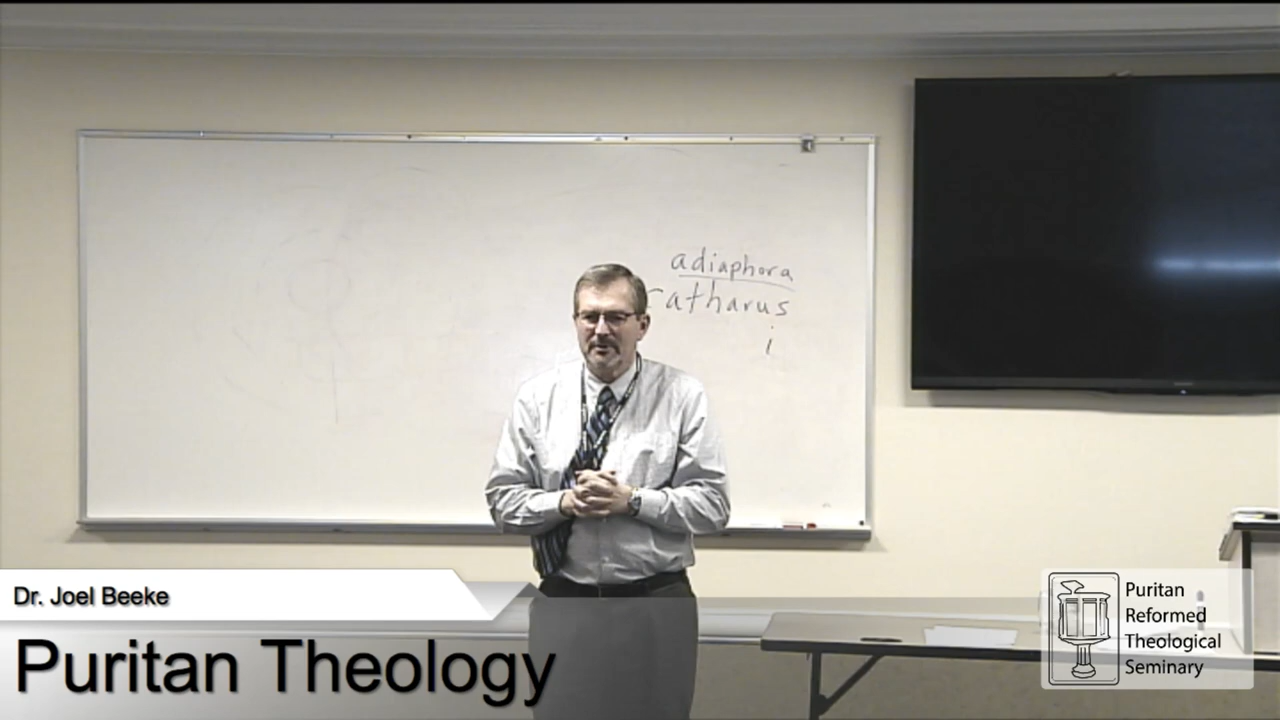 adiaphora
catharus
i
Dr. Joel Beeke
Puritan Theology
Puritan
Reformed
Theological
Seminary